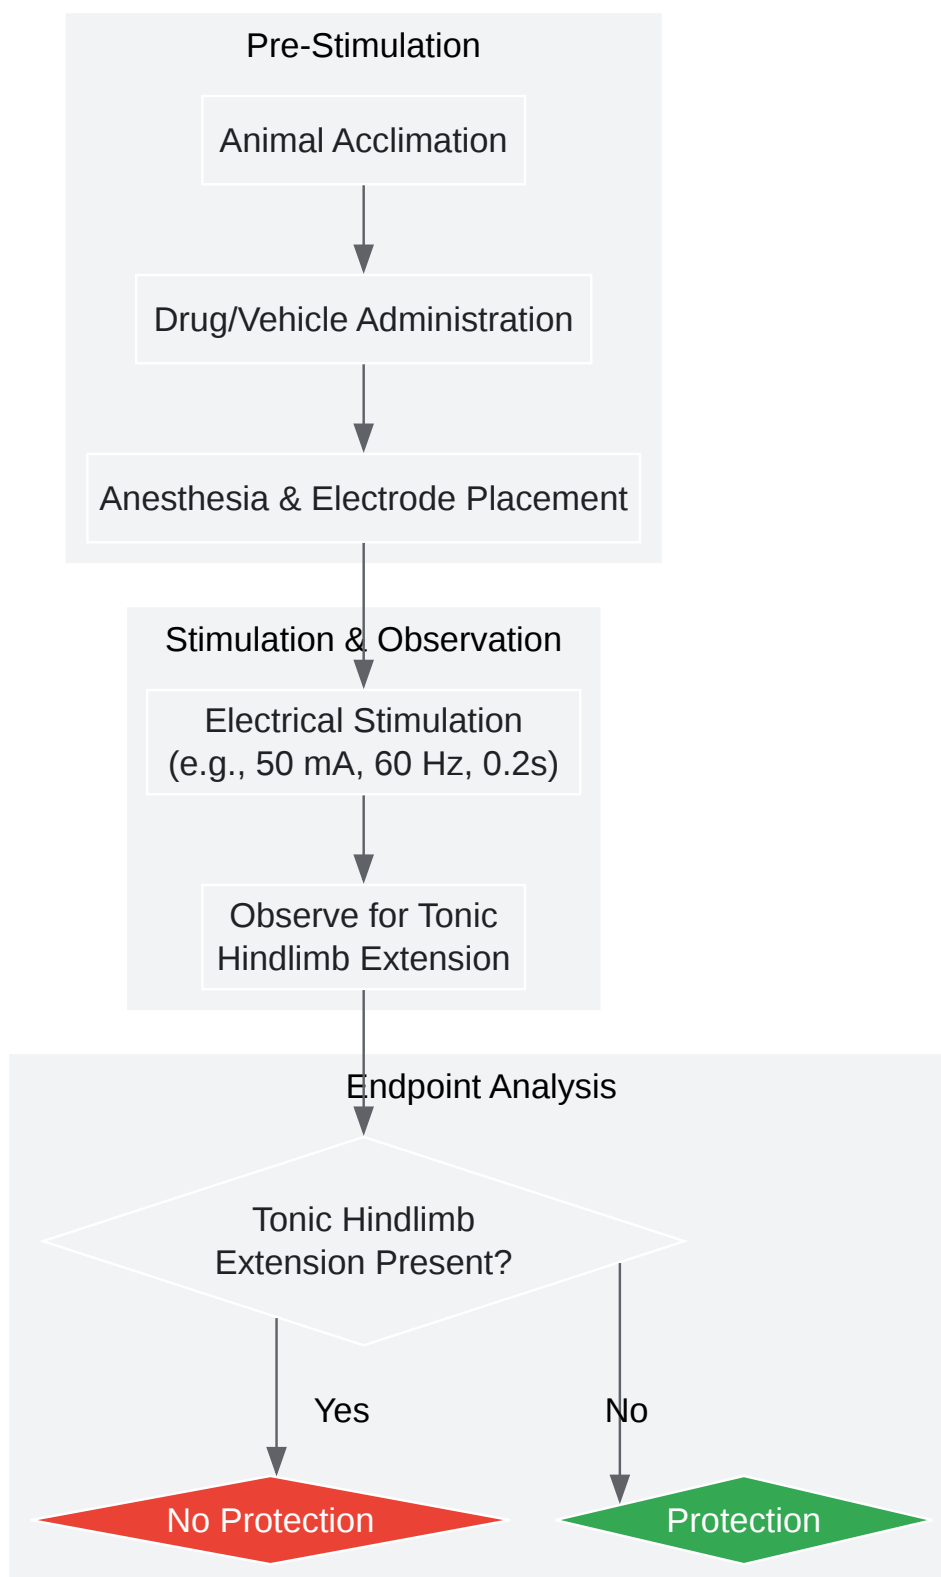 Pre-Stimulation
Animal Acclimation
Drug/Vehicle Administration
Anesthesia & Electrode Placement
Stimulation & Observation
Electrical Stimulation
(e.g., 50 mA, 60 Hz, 0.2s)
Observe for Tonic
Hindlimb Extension
Endpoint Analysis
Tonic Hindlimb
Extension Present?
Yes
No
No Protection
Protection